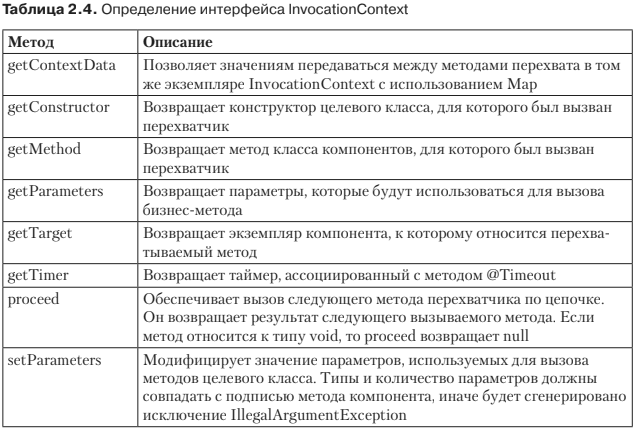 Таблица 2.4. Определение интерфейса InvocationContext
Метод Описание
getContextData Позволяет значениям передаваться между методами перехвата в том
же экземпляре InvocationContext с использованием Map
getConstructor Возвращает конструктор целевого класса, для которого был вызван
перехватчик
getMethod Возвращает метод класса компонентов, для которого был вызван
перехватчик
getParameters Возвращает параметры, которые будут использоваться для вызова
бизнес-метода
getTarget Возвращает экземпляр компонента, к которому относится перехва-
тываемый метод
getTimer Возвращает таймер, ассоциированный с методом @Timeout
proceed Обеспечивает вызов следующего метода перехватчика по цепочке.
Он возвращает результат следующего вызываемого метода. Если
метод относится к типу void, то proceed возвращает null
setParameters Модифицирует значение параметров, используемых для вызова
методов целевого класса. Типы и количество параметров должны
совпадать с подписью метода компонента, иначе будет сгенерировано
исключение IllegalArgumentException